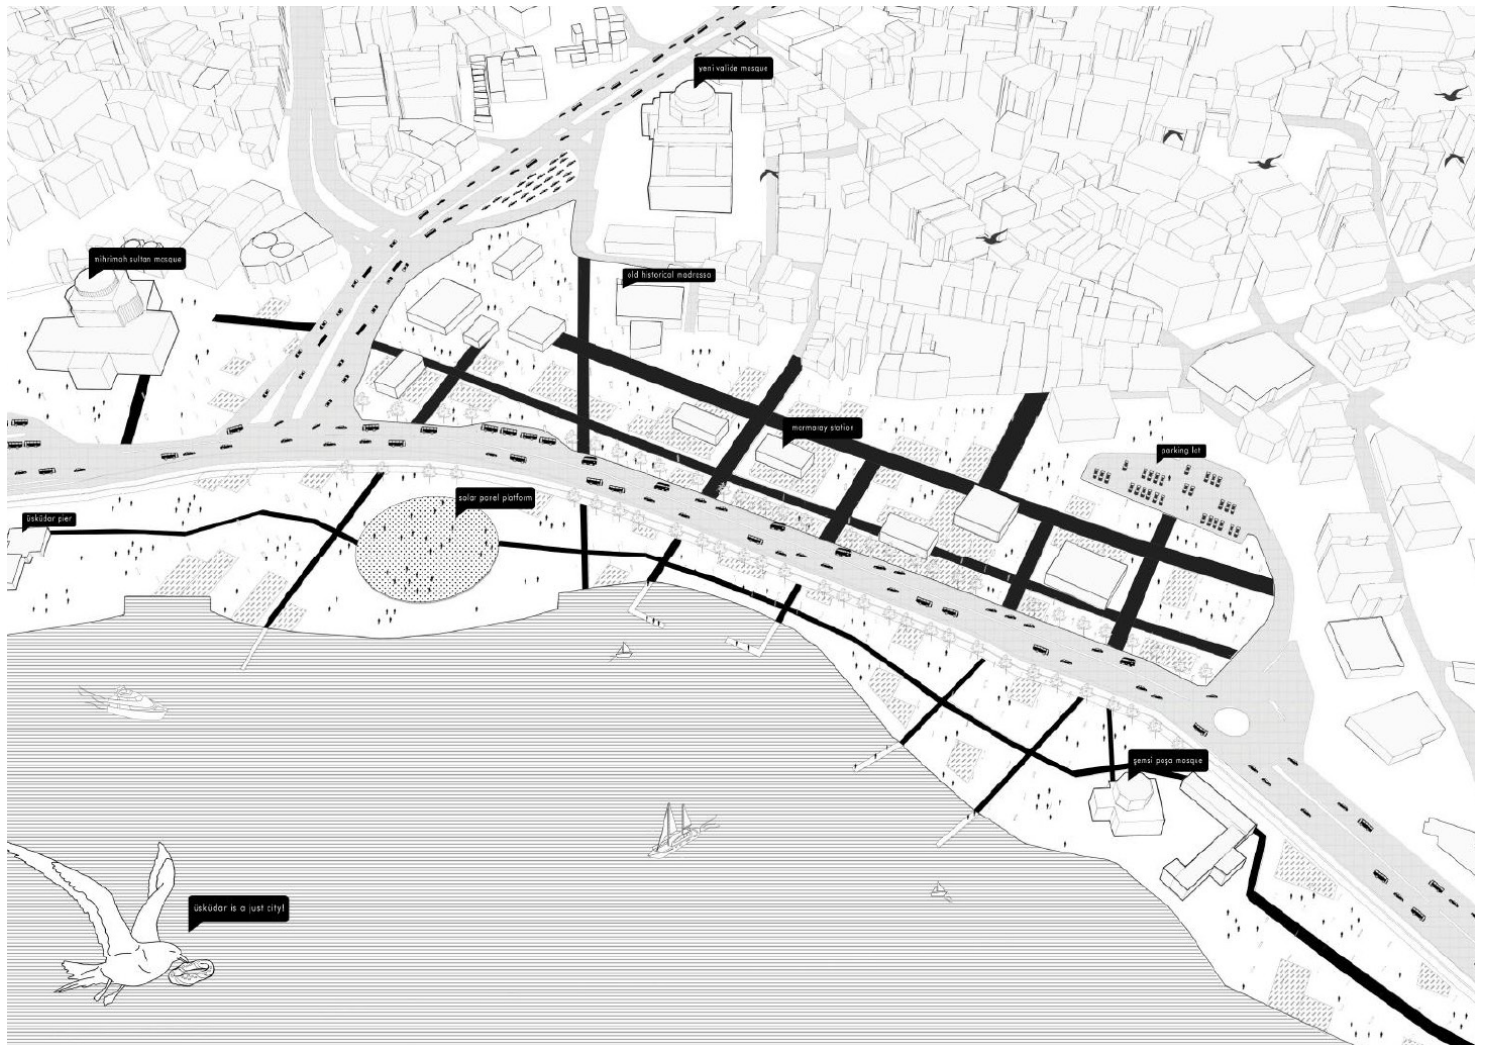 yeni valide mosque
mihrimah sultan mosque
old historical madrassa
marmaray station
parking lot
solar panel platform
üsküdar pier
şemsi paşa mosque
üsküdar is a just city!